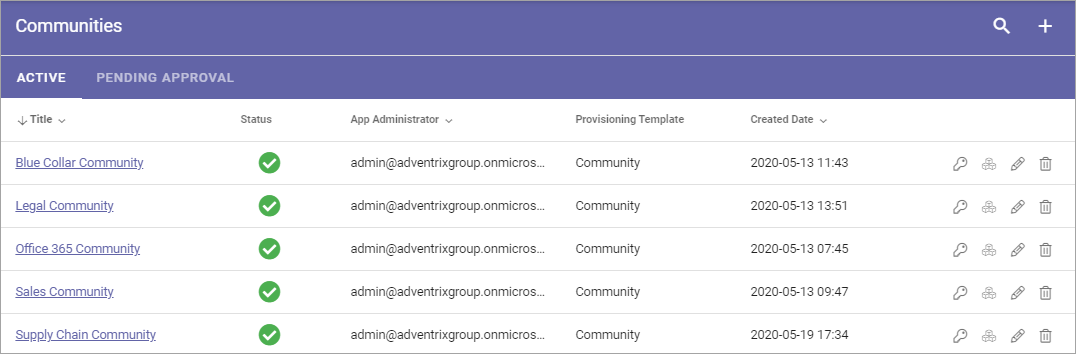 Communities
ACTIVE PENDING APPROVAL
Title Status App Administrator Provisioning Template Created Date
Blue Collar Community admin@adventrixgroup.onmicros... Community 2020-05-13 11:43
Legal Community admin@adventrixgroup.onmicros... Community 2020-05-13 13:51
Office 365 Community admin@adventrixgroup.onmicros... Community 2020-05-13 07:45
Sales Community admin@adventrixgroup.onmicros... Community 2020-05-13 09:47
Supply Chain Community admin@adventrixgroup.onmicros... Community 2020-05-19 17:34